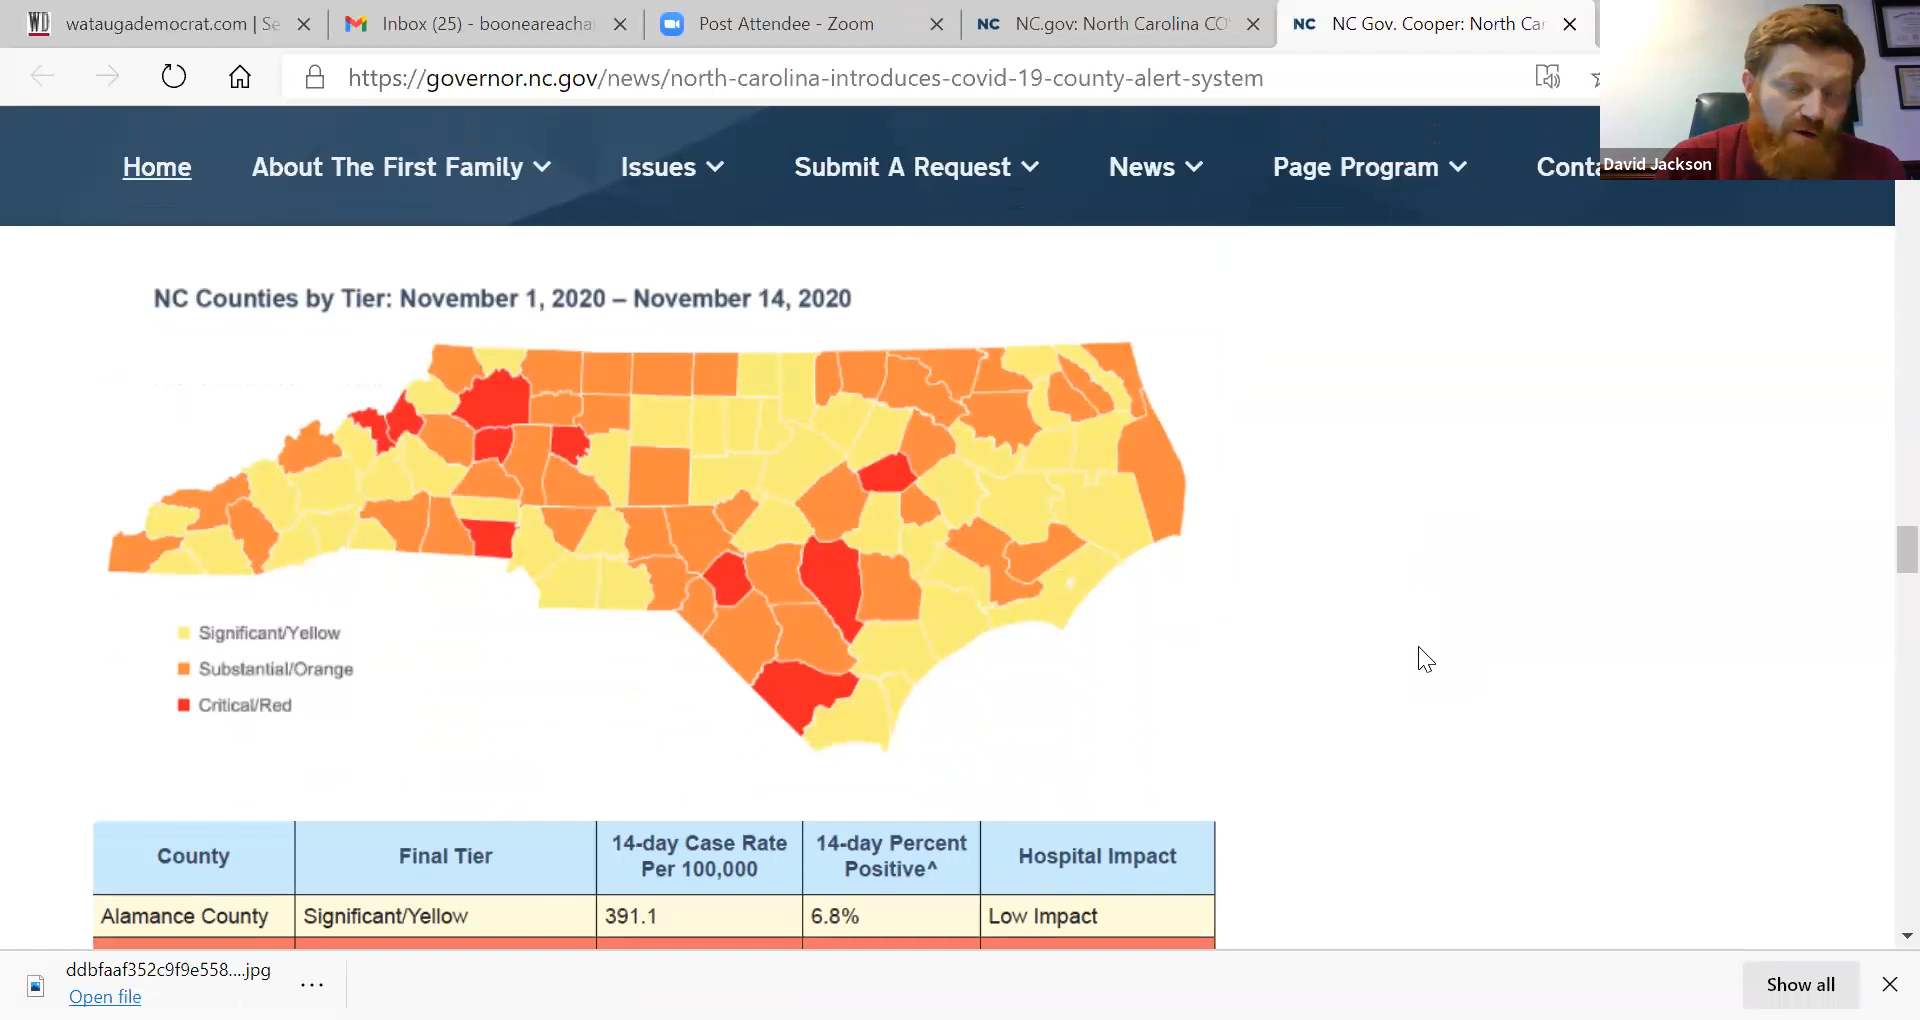 WD wataugademocrat.com | Se
Inbox (25) - booneareacha
Post Attendee - Zoom
NC NC.gov: North Carolina CO
NC NC Gov. Cooper: North Car
https://governor.nc.gov/news/north-carolina-introduces-covid-19-county-alert-system
David Jackson
Home About The First Family Issues Submit A Request News Page Program Conta
NC Counties by Tier: November 1, 2020 – November 14, 2020
Significant/Yellow
Substantial/Orange
Critical/Red
County Final Tier 14-day Case Rate Per 100,000 14-day Percent Positive^ Hospital Impact
Alamance County Significant/Yellow 391.1 6.8% Low Impact
ddbfaaf352c9f9e558....jpg
Open file
Show all